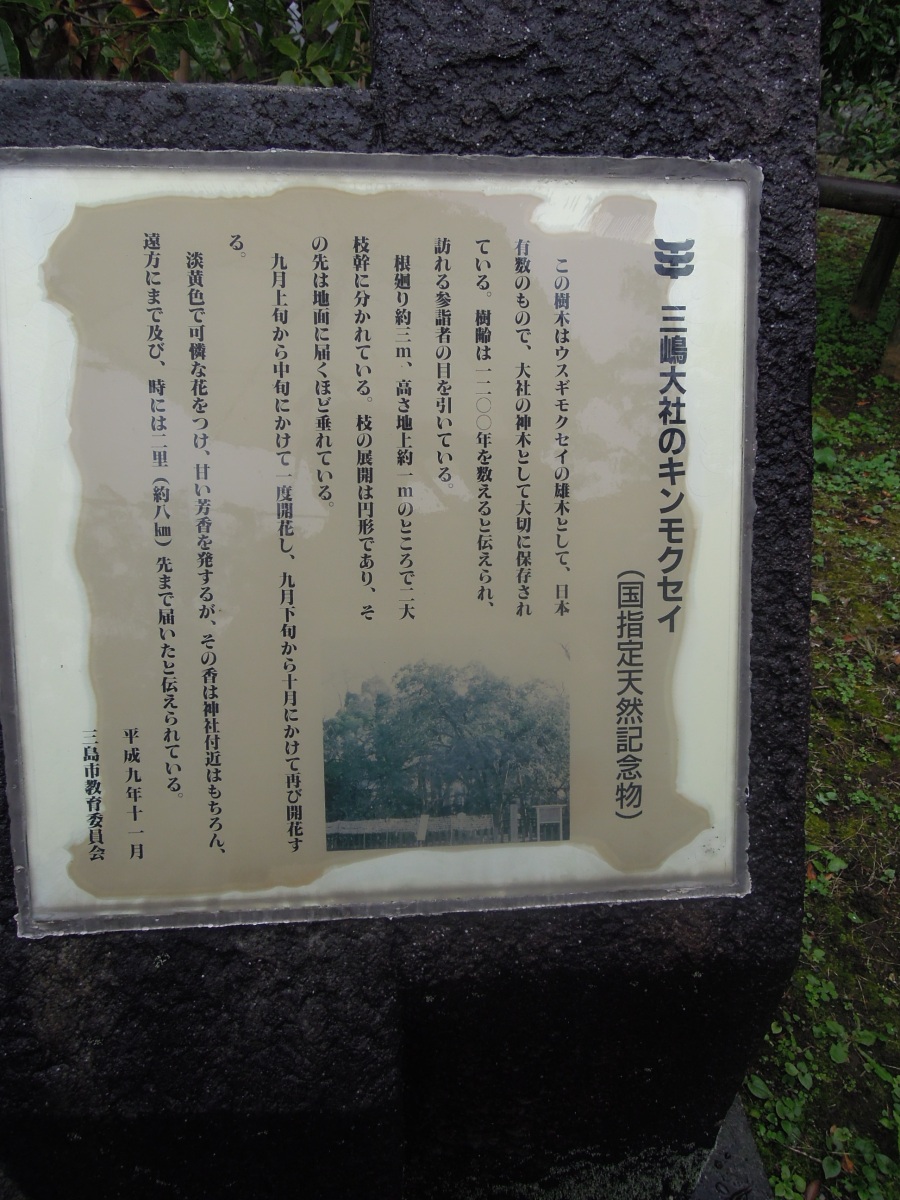 三嶋大社のキンモクセイ
（国指定天然記念物）
この樹木はウスギモクセイの雄木として、日本
有数のもので、大社の神木として大切に保存され
ている。樹齢は一二〇〇年を数えると伝えられ、
訪れる参詣者の目を引いている。
根廻り約三m、高さ地上約一mのところで二大
枝幹に分かれている。枝の展開は円形であり、そ
の先は地面に届くほど垂れている。
九月上旬から中旬にかけて一度開花し、九月下旬から十月にかけて再び開花す
る。
淡黄色で可憐な花をつけ、甘い芳香を発するが、その香は神社付近はもちろん、
遠方にまで及び、時には二里（約八㎞）先まで届いたと伝えられている。
平成九年十一月
三島市教育委員会